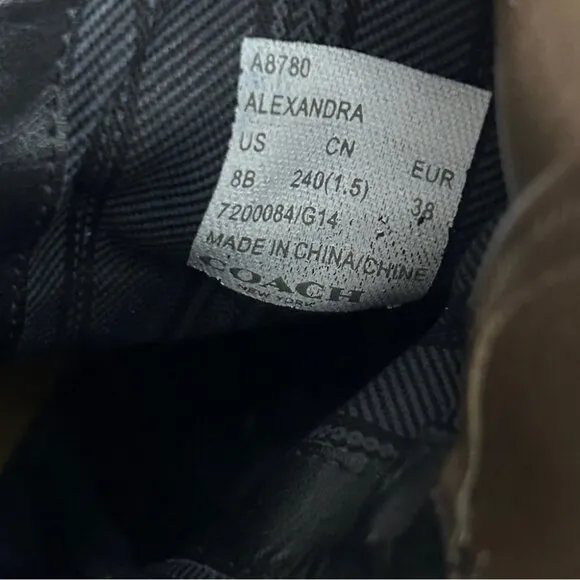 A8780
ALEXANDRA
US CN EUR
8B 240(1.5) 38
7200084/G14
MADE IN CHINA/CHINE
COACH
NEW YORK